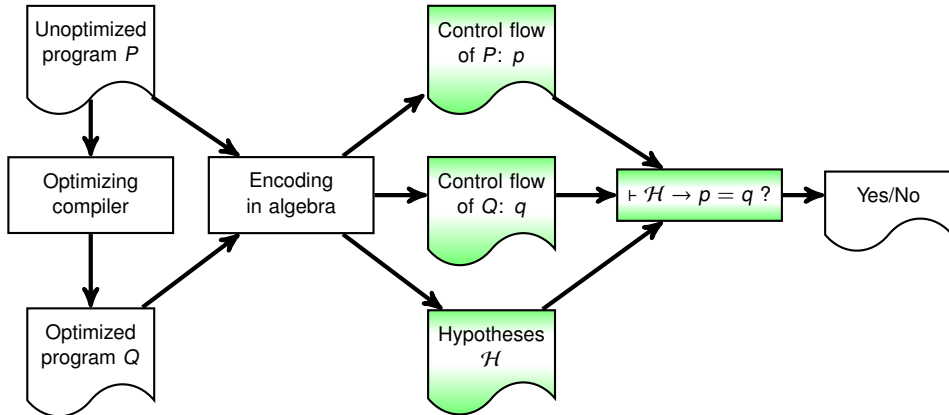 Unoptimized
program P
Control flow
of P: p
Optimizing
compiler
Encoding
in algebra
Control flow
of Q: q
⊢ ℋ → p = q ?
Yes/No
Optimized
program Q
Hypotheses
ℋ